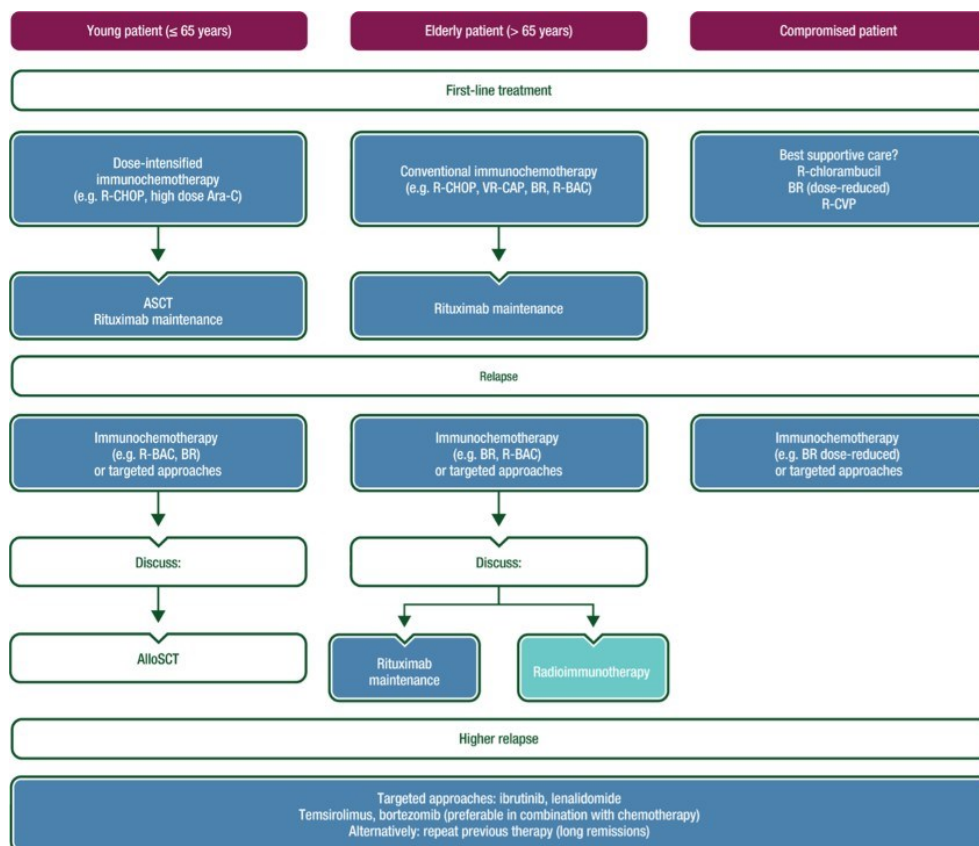 Young patient (≤ 65 years)
Elderly patient (> 65 years)
Compromised patient
First-line treatment
Dose-intensified
immunochemotherapy
(e.g. R-CHOP, high dose Ara-C)
Conventional immunochemotherapy
(e.g. R-CHOP, VR-CAP, BR, R-BAC)
Best supportive care?
R-chlorambucil
BR (dose-reduced)
R-CVP
ASCT
Rituximab maintenance
Rituximab maintenance
Relapse
Immunochemotherapy
(e.g. R-BAC, BR)
or targeted approaches
Immunochemotherapy
(e.g. BR, R-BAC)
or targeted approaches
Immunochemotherapy
(e.g. BR dose-reduced)
or targeted approaches
Discuss:
Discuss:
AlloSCT
Rituximab
maintenance
Radioimmunotherapy
Higher relapse
Targeted approaches: ibrutinib, lenalidomide
Temsirolimus, bortezomib (preferable in combination with chemotherapy)
Alternatively: repeat previous therapy (long remissions)